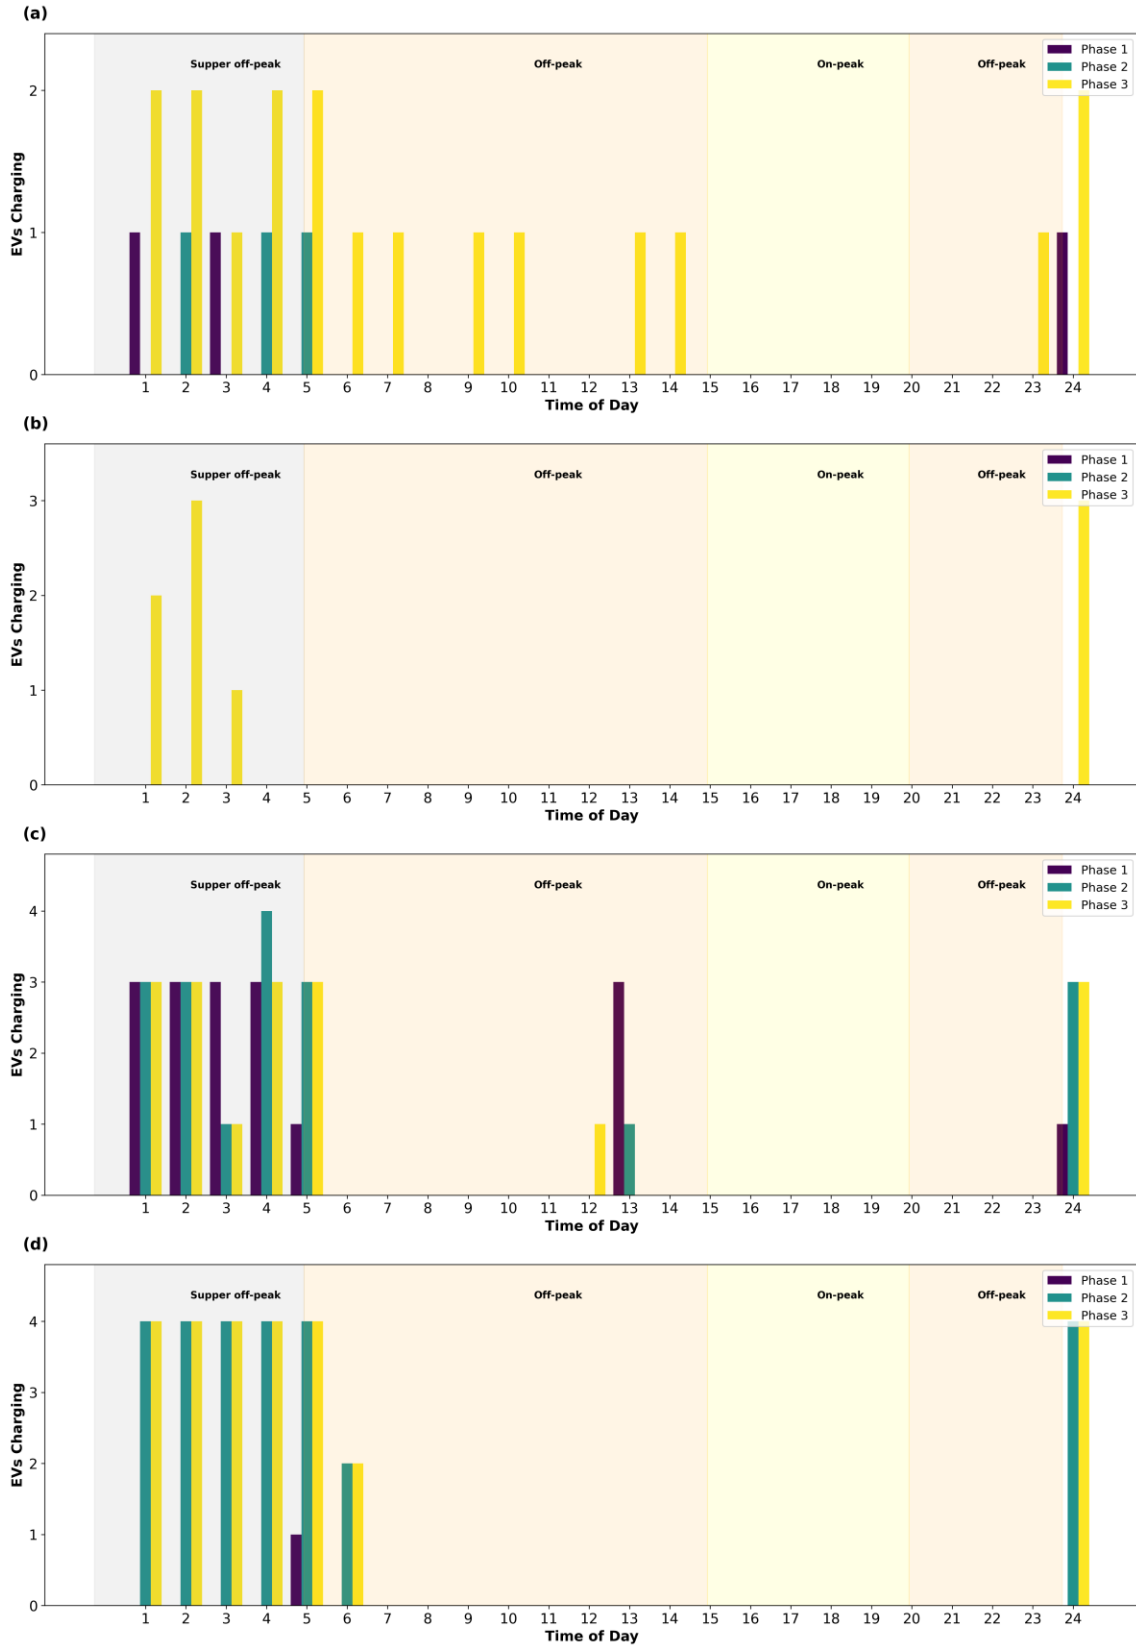 (a)
Supper off-peak Off-peak On-peak Off-peak
Phase 1
Phase 2
Phase 3
EVs Charging
2
1
0
1 2 3 4 5 6 7 8 9 10 11 12 13 14 15 16 17 18 19 20 21 22 23 24
Time of Day
(b)
Supper off-peak Off-peak On-peak Off-peak
Phase 1
Phase 2
Phase 3
EVs Charging
3
2
1
0
1 2 3 4 5 6 7 8 9 10 11 12 13 14 15 16 17 18 19 20 21 22 23 24
Time of Day
(c)
Supper off-peak Off-peak On-peak Off-peak
Phase 1
Phase 2
Phase 3
EVs Charging
4
3
2
1
0
1 2 3 4 5 6 7 8 9 10 11 12 13 14 15 16 17 18 19 20 21 22 23 24
Time of Day
(d)
Supper off-peak Off-peak On-peak Off-peak
Phase 1
Phase 2
Phase 3
EVs Charging
4
3
2
1
0
1 2 3 4 5 6 7 8 9 10 11 12 13 14 15 16 17 18 19 20 21 22 23 24
Time of Day